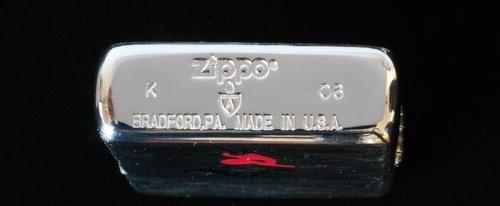 Zippo®
K 06
BRADFORD,PA. MADE IN U.S.A.